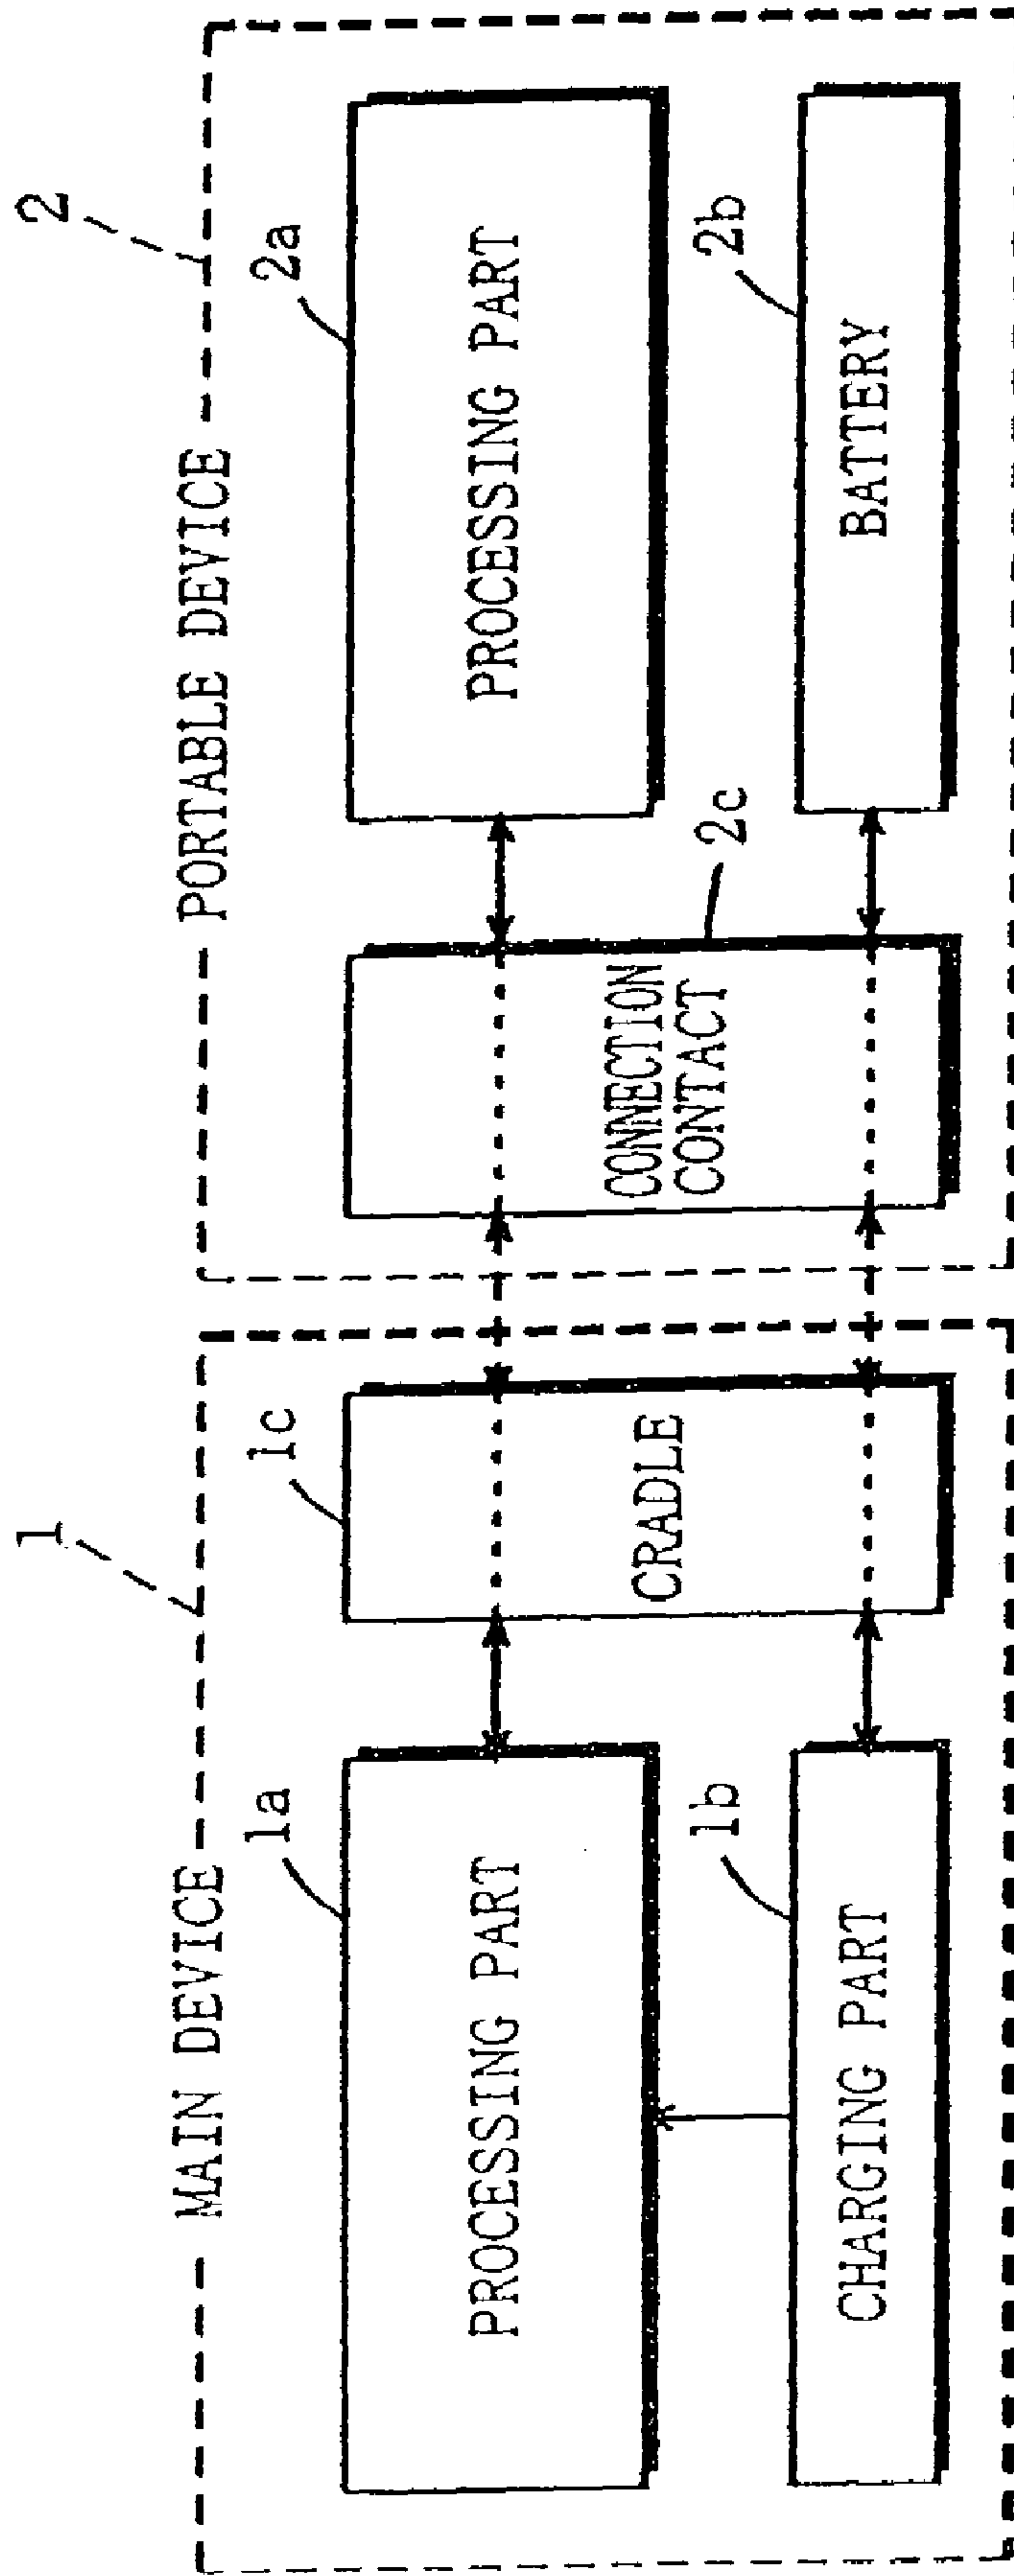 1
MAIN DEVICE
1a
PROCESSING PART
1b
CHARGING PART
1c
CRADLE
2
PORTABLE DEVICE
2a
PROCESSING PART
2b
BATTERY
2c
CONNECTION
CONTACT